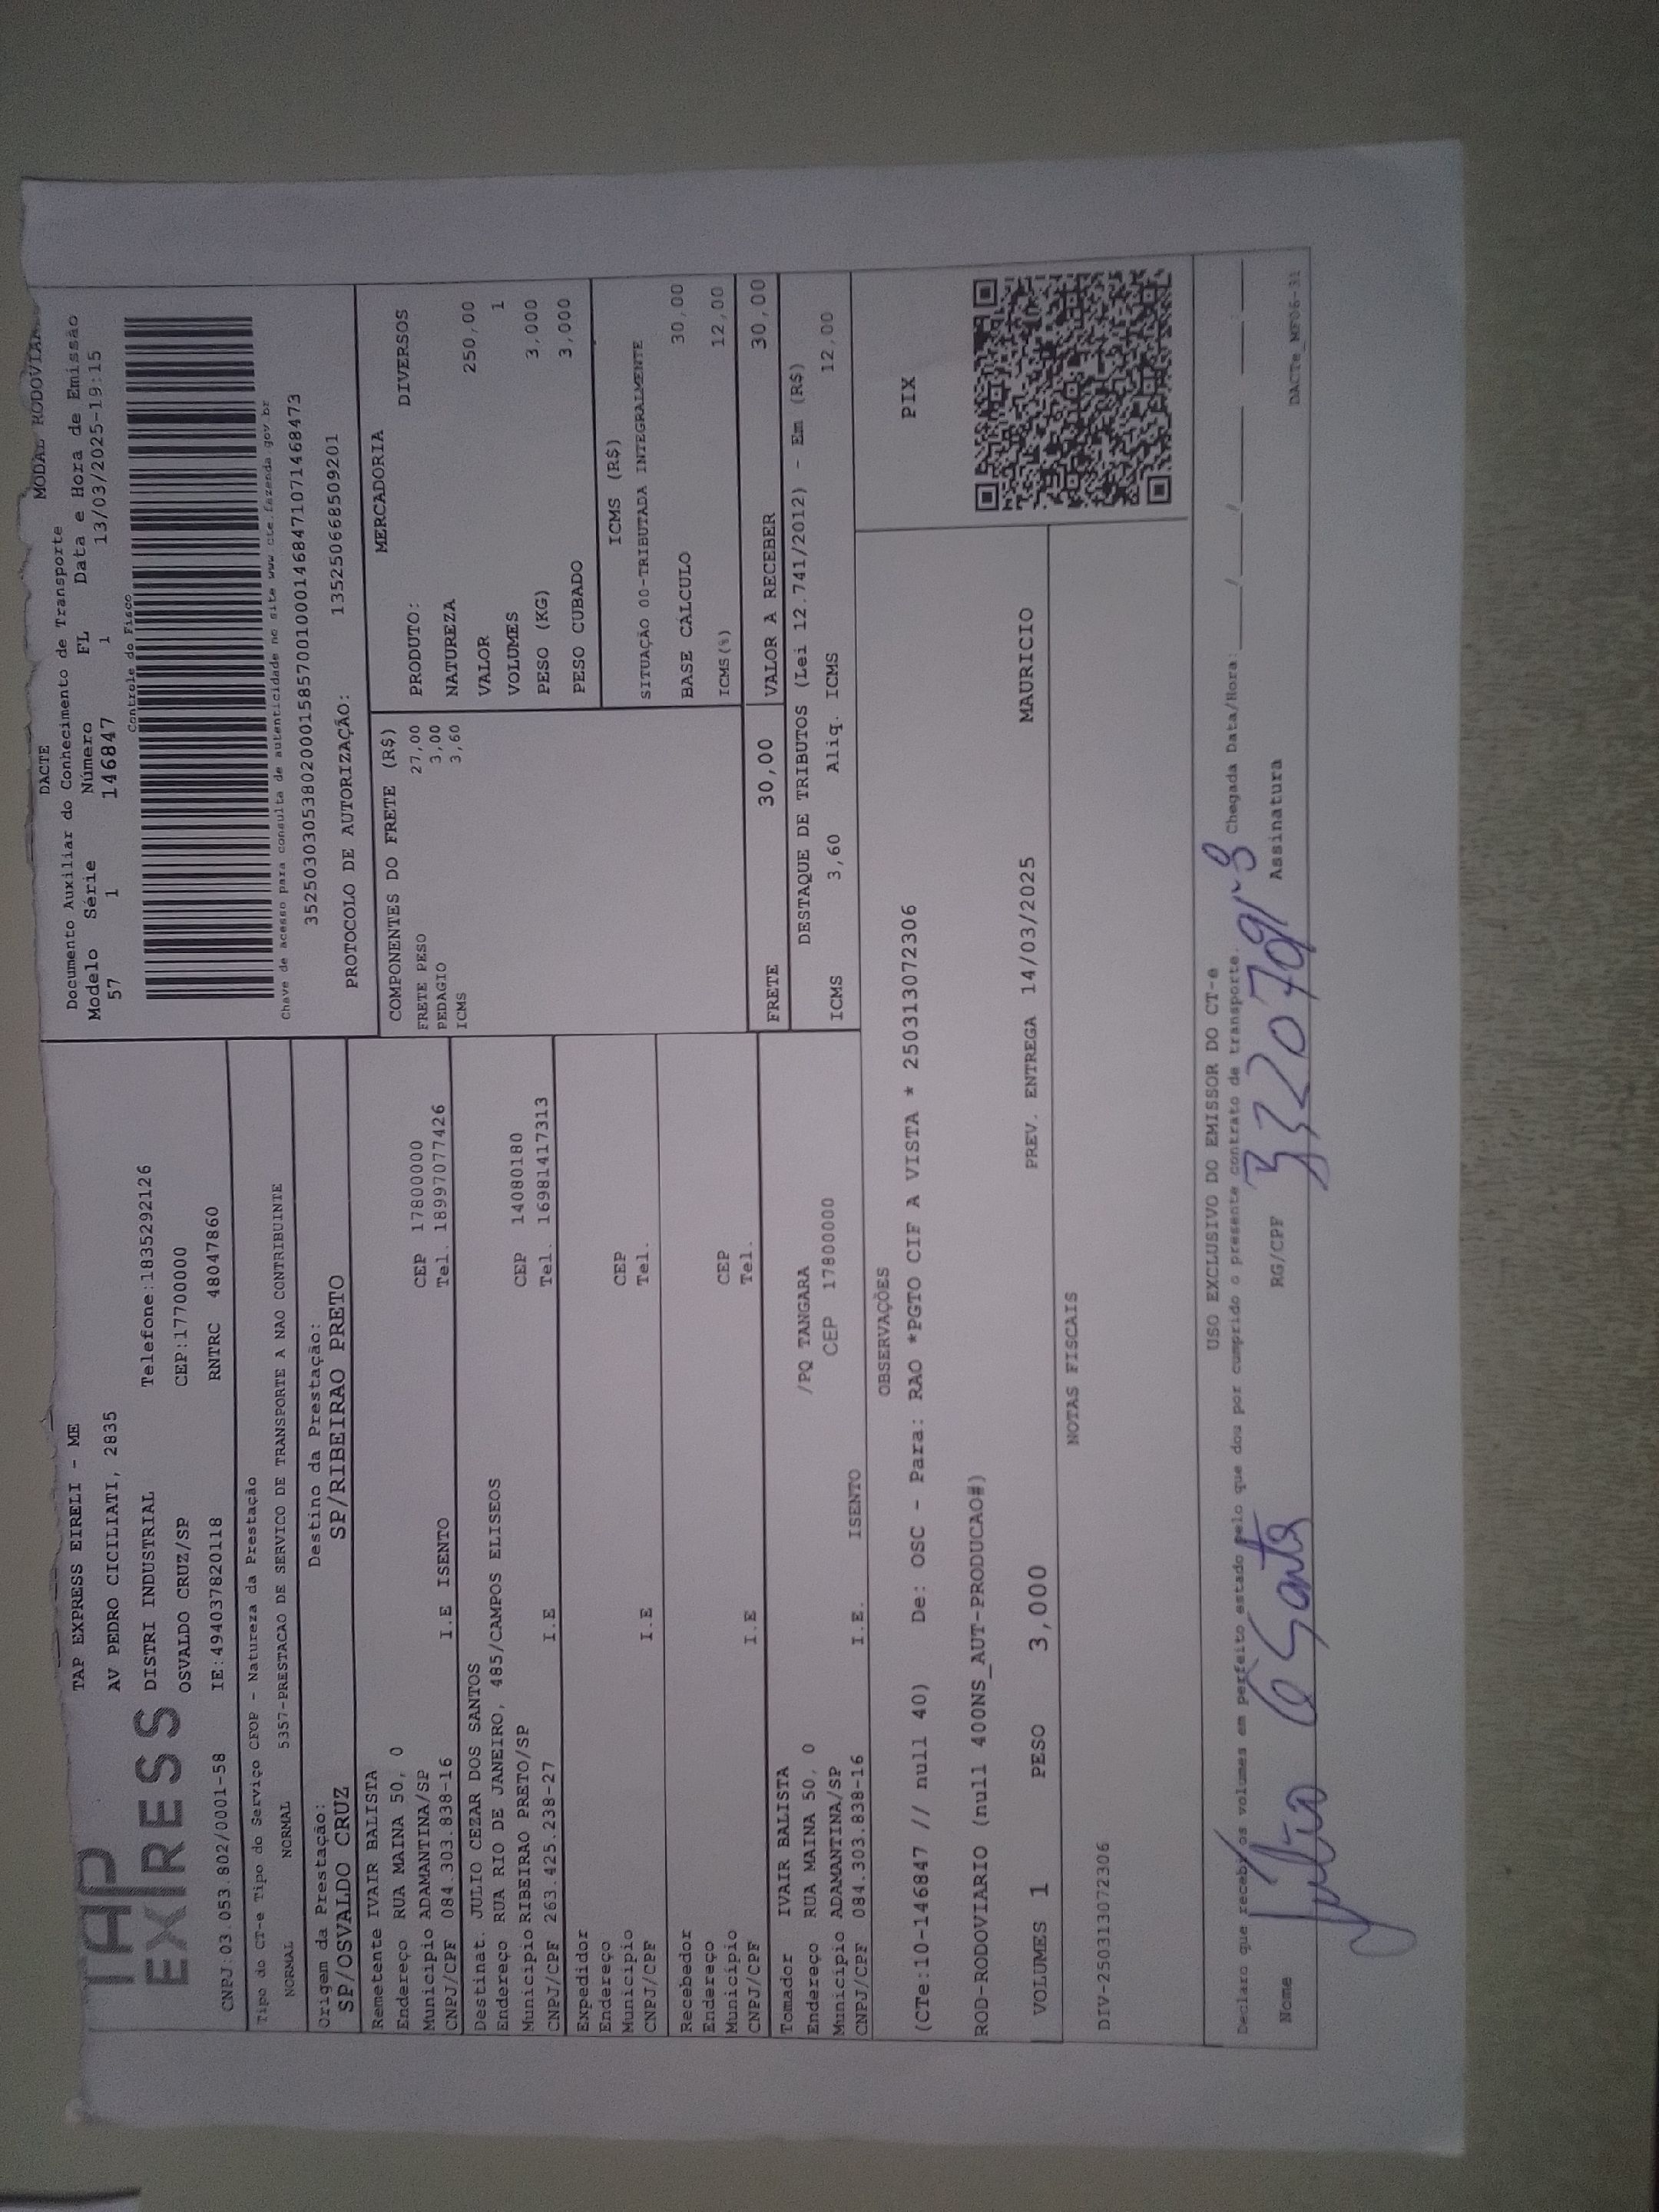 TAP EXPRESS
TAP EXPRESS EIRELI - ME
AV PEDRO CICILIATI, 2835
DISTRI INDUSTRIAL Telefone:1835292126
OSVALDO CRUZ/SP CEP:17700000
CNPJ:03.053.802/0001-58 IE:494037820118 RNTRC 48047860
DACTE MODAL RODOVIA
Documento Auxiliar do Conhecimento de Transporte
Modelo Série Número FL Data e Hora de Emissão
57 1 146847 1 13/03/2025-19:15
Controle do Fisco
Chave de acesso para consulta de autenticidade no site www.cte.fazenda.gov.br
35250303053802000158570010001468471071468473
PROTOCOLO DE AUTORIZAÇÃO: 135250668509201
Tipo do CT-e Tipo do Serviço CFOP - Natureza da Prestação
NORMAL NORMAL 5357-PRESTACAO DE SERVICO DE TRANSPORTE A NAO CONTRIBUINTE
Origem da Prestação: Destino da Prestação:
SP/OSVALDO CRUZ SP/RIBEIRAO PRETO
Remetente IVAIR BALISTA
Endereço RUA MAINA 50, 0 CEP 17800000
Município ADAMANTINA/SP Tel. 18997077426
CNPJ/CPF 084.303.838-16 I.E ISENTO
Destinat. JULIO CEZAR DOS SANTOS
Endereço RUA RIO DE JANEIRO, 485/CAMPOS ELISEOS CEP 14080180
Município RIBEIRAO PRETO/SP Tel. 16981417313
CNPJ/CPF 263.425.238-27 I.E
Expedidor
Endereço CEP
Município Tel.
CNPJ/CPF I.E
Recebedor
Endereço CEP
Município Tel.
CNPJ/CPF I.E
Tomador IVAIR BALISTA
Endereço RUA MAINA 50, 0 /PQ TANGARA
Município ADAMANTINA/SP CEP 17800000
CNPJ/CPF 084.303.838-16 I.E. ISENTO
COMPONENTES DO FRETE (R$)
FRETE PESO 27,00
PEDAGIO 3,00
ICMS 3,60
MERCADORIA
PRODUTO: DIVERSOS
NATUREZA
VALOR 250,00
VOLUMES 1
PESO (KG) 3,000
PESO CUBADO 3,000
ICMS (R$)
SITUAÇÃO 00-TRIBUTADA INTEGRALMENTE
BASE CÁLCULO 30,00
ICMS(%) 12,00
FRETE 30,00 VALOR A RECEBER 30,00
DESTAQUE DE TRIBUTOS (Lei 12.741/2012) - Em (R$)
ICMS 3,60 Aliq. ICMS 12,00
OBSERVAÇÕES
(CTe:10-146847 // null 40) De: OSC - Para: RAO *PGTO CIF A VISTA * 250313072306
ROD-RODOVIARIO (null 400NS_AUT-PRODUCAO#)
PIX
VOLUMES 1 PESO 3,000 PREV. ENTREGA 14/03/2025 MAURICIO
NOTAS FISCAIS
DIV-250313072306
USO EXCLUSIVO DO EMISSOR DO CT-e
Declaro que recebi os volumes em perfeito estado pelo que dou por cumprido o presente contrato de transporte. Chegada Data/Hora: ____/____/____ ____:____
Nome Julio C Santos RG/CPF Assinatura
DACTe_MF06-31